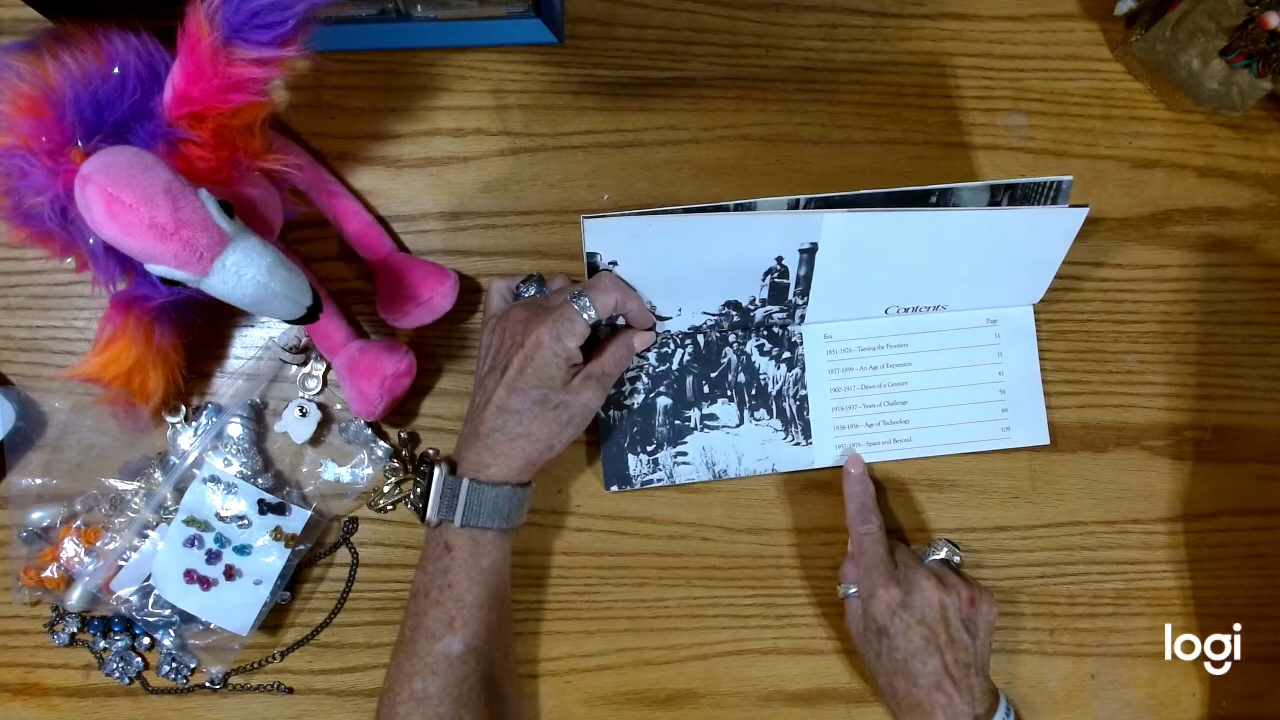 Contents
Era Page
1851-1876—Taming the Frontiers 11
1877-1899—An Age of Expansion 31
1900-1917—Dawn of a Century 41
1918-1937—Years of Challenge 59
1938-1956—Age of Technology 89
1957-1976—Space and Beyond 109
logi